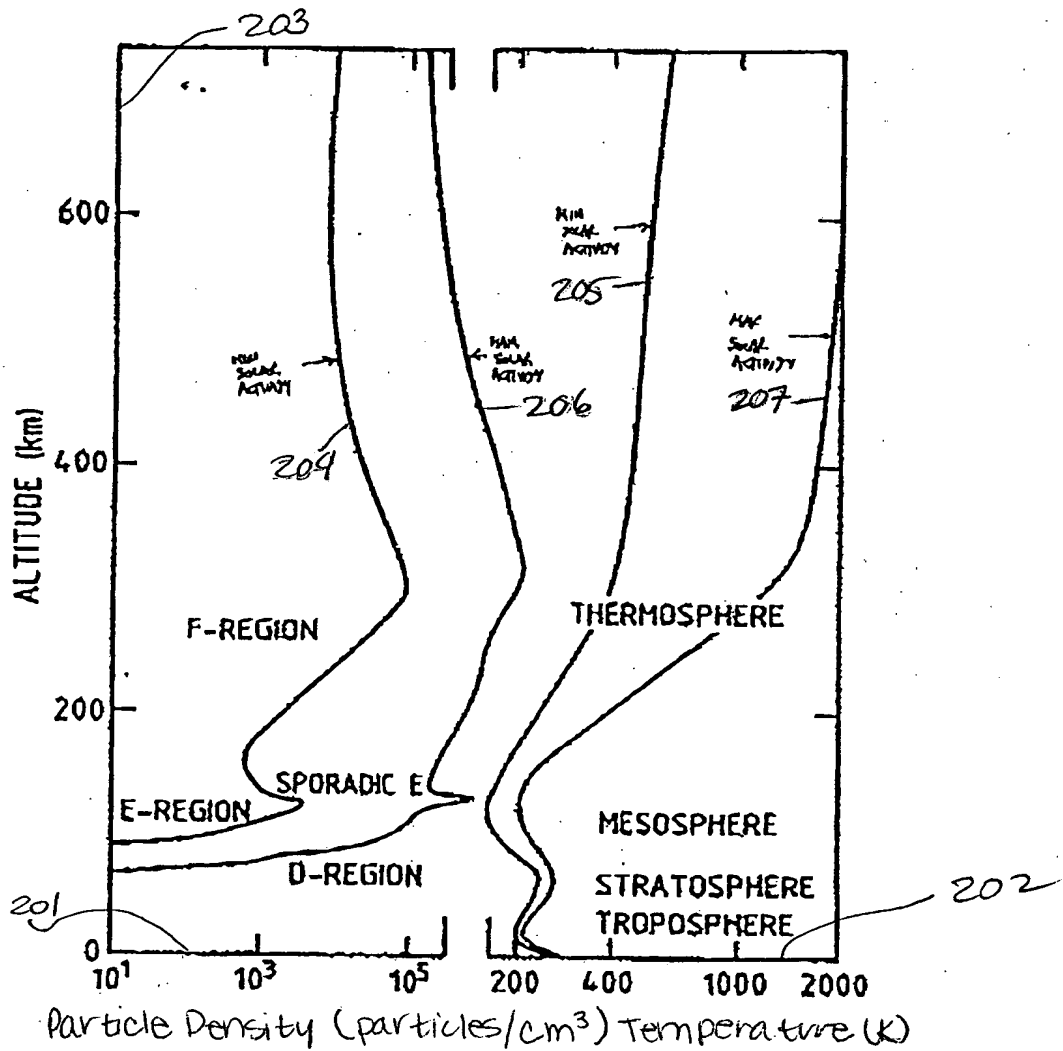 203
600
MIN
SOLAR
ACTIVITY
205
MAX
SOLAR
ACTIVITY
207
MIN
SOLAR
ACTIVITY
MAX
SOLAR
ACTIVITY
206
204
ALTITUDE (km)
400
THERMOSPHERE
F-REGION
200
SPORADIC E
E-REGION
MESOSPHERE
D-REGION
STRATOSPHERE
TROPOSPHERE
202
201
0
10¹ 10³ 10⁵ 200 400 1000 2000
Particle Density (particles/cm³) Temperature (K)